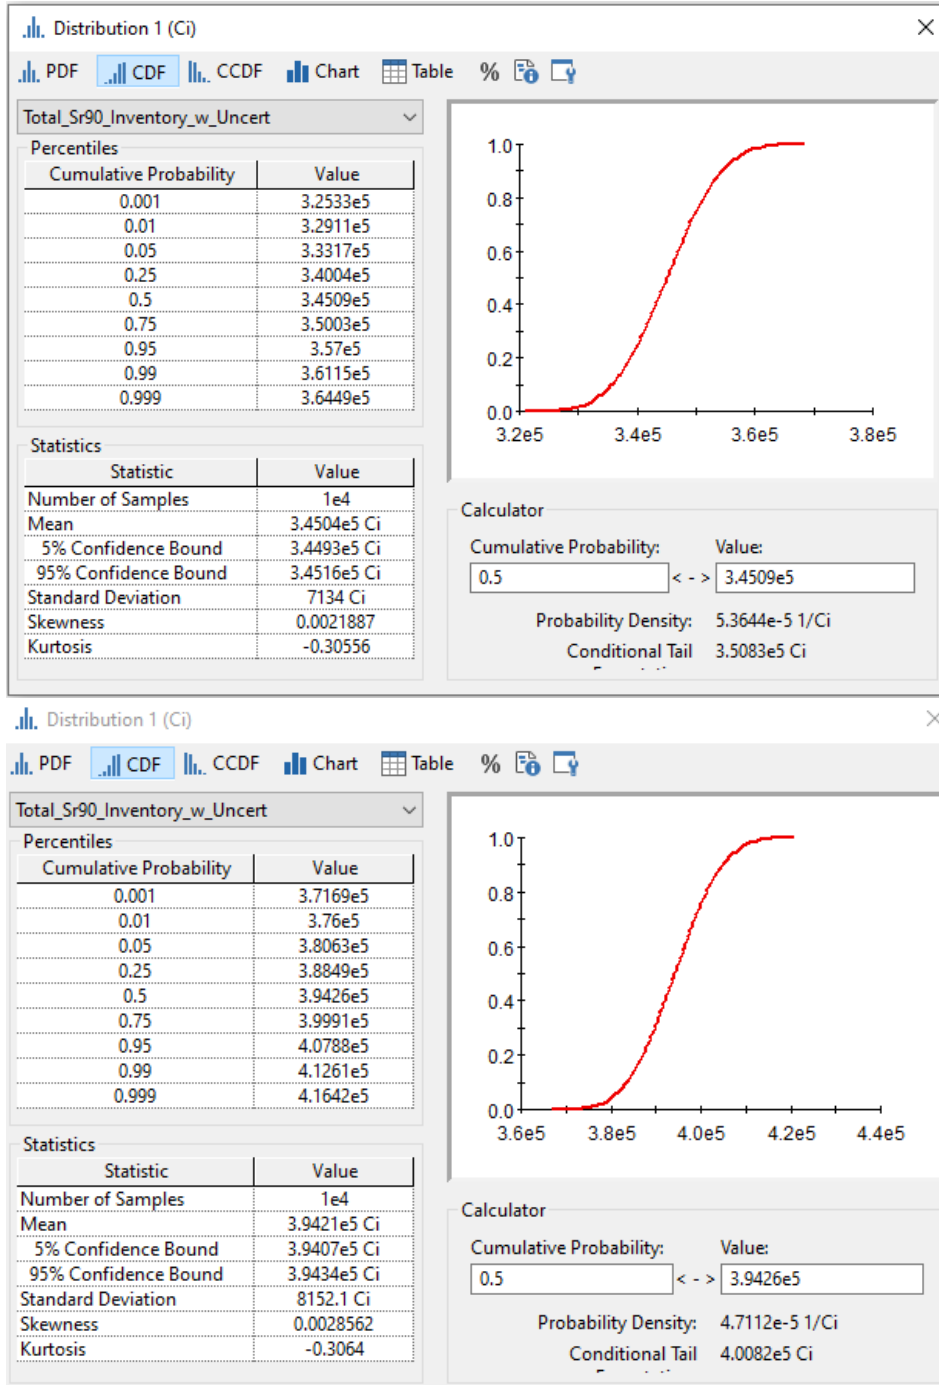 Distribution 1 (Ci)
PDF CDF CCDF Chart Table %
Total_Sr90_Inventory_w_Uncert
Percentiles
Cumulative Probability Value
0.001 3.2533e5
0.01 3.2911e5
0.05 3.3317e5
0.25 3.4004e5
0.5 3.4509e5
0.75 3.5003e5
0.95 3.57e5
0.99 3.6115e5
0.999 3.6449e5
Statistics
Statistic Value
Number of Samples 1e4
Mean 3.4504e5 Ci
5% Confidence Bound 3.4493e5 Ci
95% Confidence Bound 3.4516e5 Ci
Standard Deviation 7134 Ci
Skewness 0.0021887
Kurtosis -0.30556
1.0
0.8
0.6
0.4
0.2
0.0
3.2e5 3.4e5 3.6e5 3.8e5
Calculator
Cumulative Probability: Value:
0.5 < - > 3.4509e5
Probability Density: 5.3644e-5 1/Ci
Conditional Tail 3.5083e5 Ci
Distribution 1 (Ci)
PDF CDF CCDF Chart Table %
Total_Sr90_Inventory_w_Uncert
Percentiles
Cumulative Probability Value
0.001 3.7169e5
0.01 3.76e5
0.05 3.8063e5
0.25 3.8849e5
0.5 3.9426e5
0.75 3.9991e5
0.95 4.0788e5
0.99 4.1261e5
0.999 4.1642e5
Statistics
Statistic Value
Number of Samples 1e4
Mean 3.9421e5 Ci
5% Confidence Bound 3.9407e5 Ci
95% Confidence Bound 3.9434e5 Ci
Standard Deviation 8152.1 Ci
Skewness 0.0028562
Kurtosis -0.3064
1.0
0.8
0.6
0.4
0.2
0.0
3.6e5 3.8e5 4.0e5 4.2e5 4.4e5
Calculator
Cumulative Probability: Value:
0.5 < - > 3.9426e5
Probability Density: 4.7112e-5 1/Ci
Conditional Tail 4.0082e5 Ci